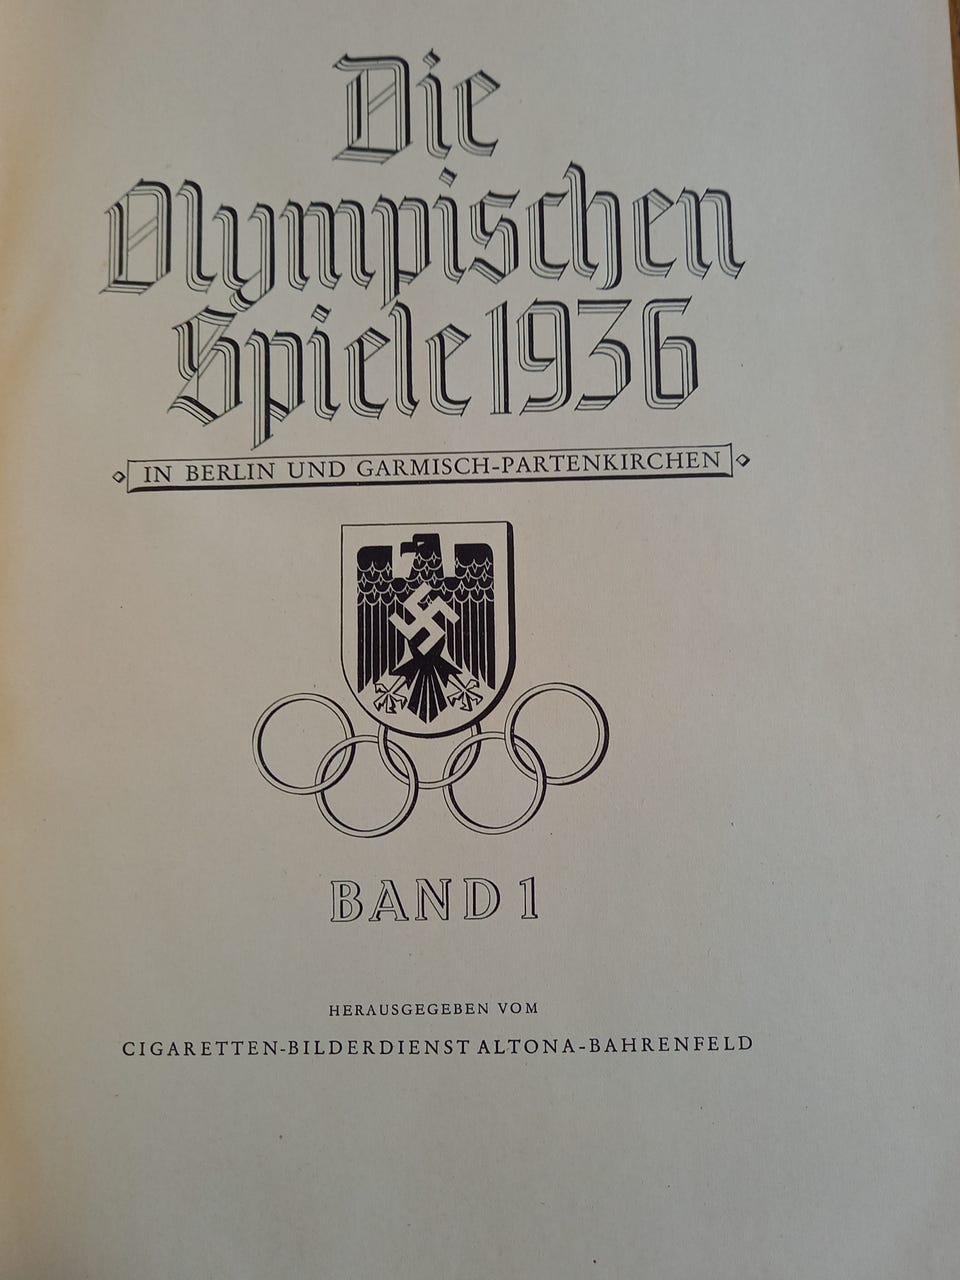 Die
Olympischen
Spiele 1936
IN BERLIN UND GARMISCH-PARTENKIRCHEN
BAND 1
HERAUSGEGEBEN VOM
CIGARETTEN-BILDERDIENST ALTONA-BAHRENFELD